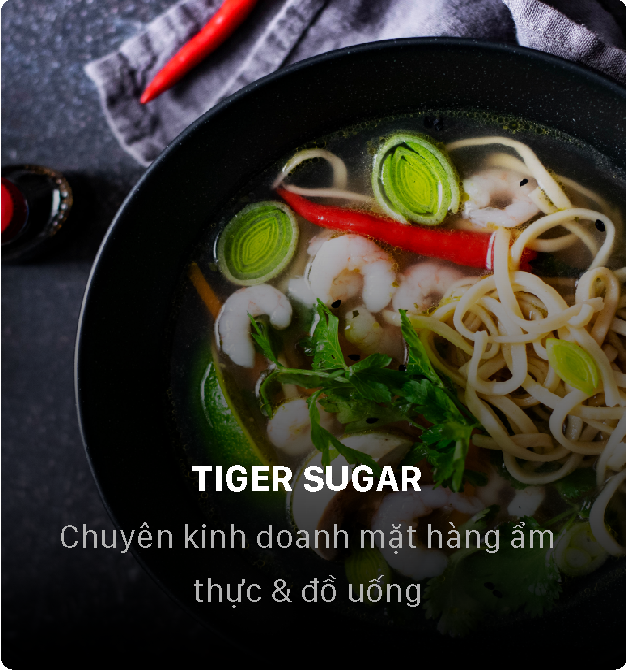 TIGER SUGAR
Chuyên kinh doanh mặt hàng ẩm
thực & đồ uống